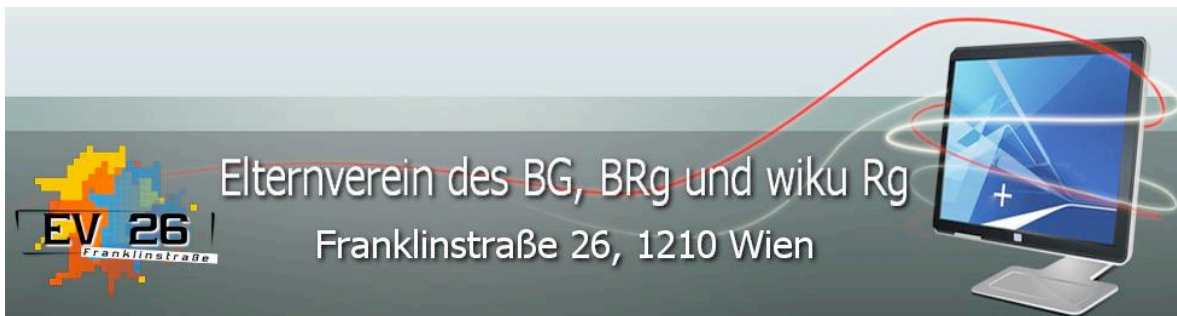 Elternverein des BG, BRg und wiku Rg
Franklinstraße 26, 1210 Wien
EV 26
Franklinstraße